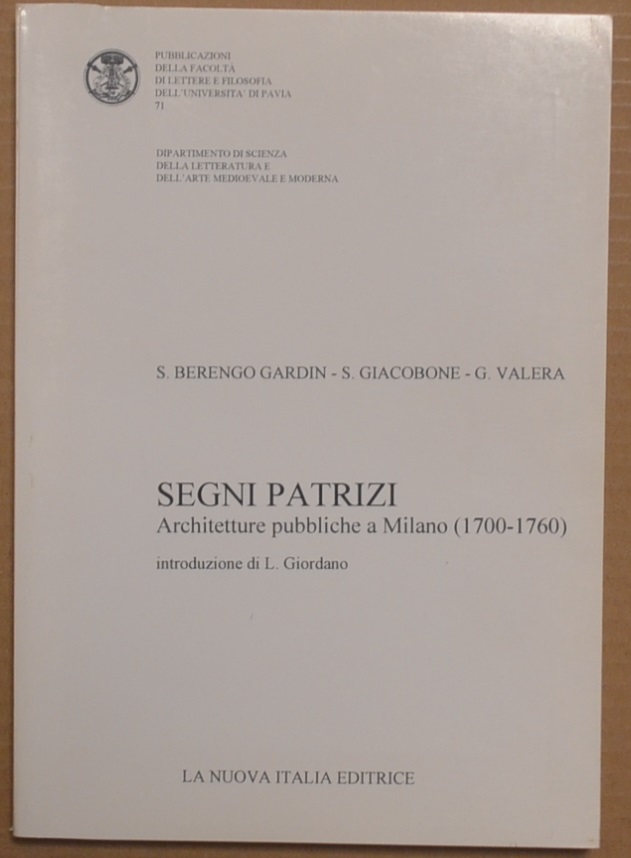 PUBBLICAZIONI
DELLA FACOLTÀ
DI LETTERE E FILOSOFIA
DELL'UNIVERSITA' DI PAVIA
71
DIPARTIMENTO DI SCIENZA
DELLA LETTERATURA E
DELL'ARTE MEDIOEVALE E MODERNA
S. BERENGO GARDIN - S. GIACOBONE - G. VALERA
SEGNI PATRIZI
Architetture pubbliche a Milano (1700-1760)
introduzione di L. Giordano
LA NUOVA ITALIA EDITRICE